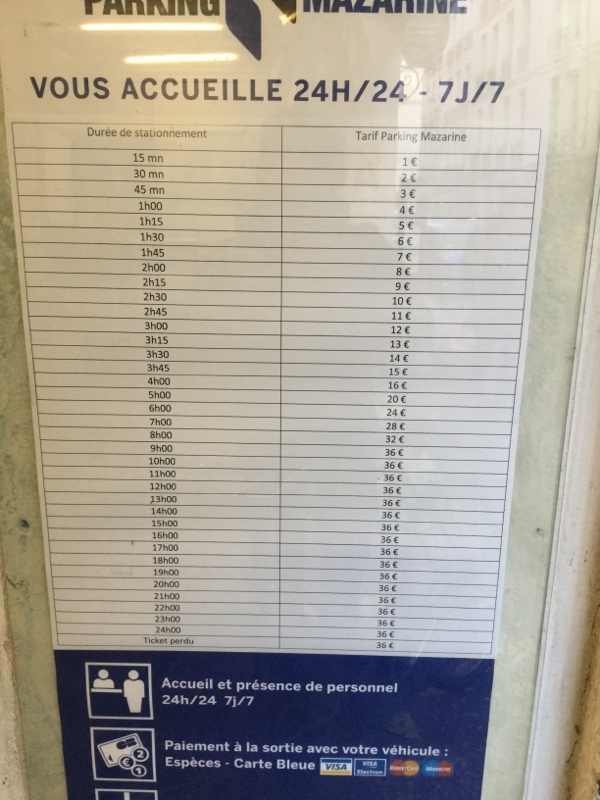 PARKING MAZARINE
VOUS ACCUEILLE 24H/24 - 7J/7
Durée de stationnement Tarif Parking Mazarine
15 mn 1 €
30 mn 2 €
45 mn 3 €
1h00 4 €
1h15 5 €
1h30 6 €
1h45 7 €
2h00 8 €
2h15 9 €
2h30 10 €
2h45 11 €
3h00 12 €
3h15 13 €
3h30 14 €
3h45 15 €
4h00 16 €
5h00 20 €
6h00 24 €
7h00 28 €
8h00 32 €
9h00 36 €
10h00 36 €
11h00 36 €
12h00 36 €
13h00 36 €
14h00 36 €
15h00 36 €
16h00 36 €
17h00 36 €
18h00 36 €
19h00 36 €
20h00 36 €
21h00 36 €
22h00 36 €
23h00 36 €
24h00 36 €
Ticket perdu 36 €
Accueil et présence de personnel
24h/24 7j/7
Paiement à la sortie avec votre véhicule :
Espèces - Carte Bleue VISA VISA Electron MasterCard Maestro
€ 2
1